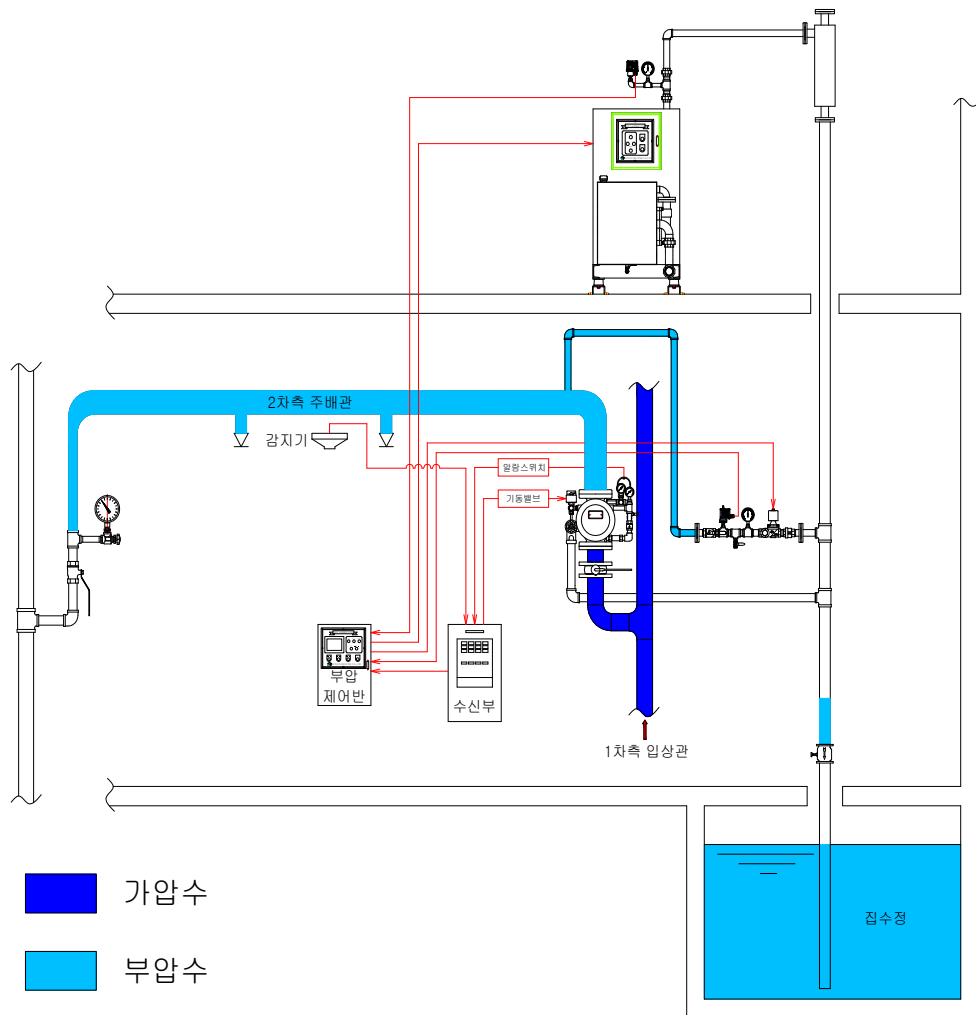 2차측 주배관
감지기
알람스위치
기동밸브
부압
제어반
수신부
1차측 입상관
가압수
집수정
부압수